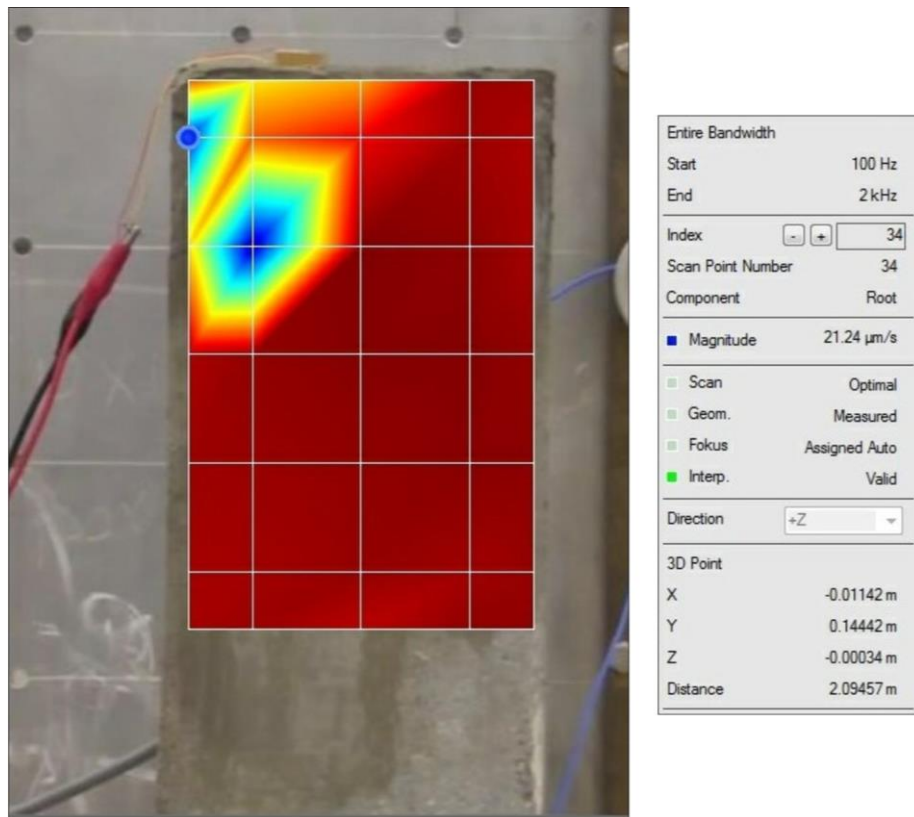 Entire Bandwidth
Start 100 Hz
End 2 kHz
Index - + 34
Scan Point Number 34
Component Root
Magnitude 21.24 µm/s
Scan Optimal
Geom. Measured
Fokus Assigned Auto
Interp. Valid
Direction +Z
3D Point
X -0.01142 m
Y 0.14442 m
Z -0.00034 m
Distance 2.09457 m